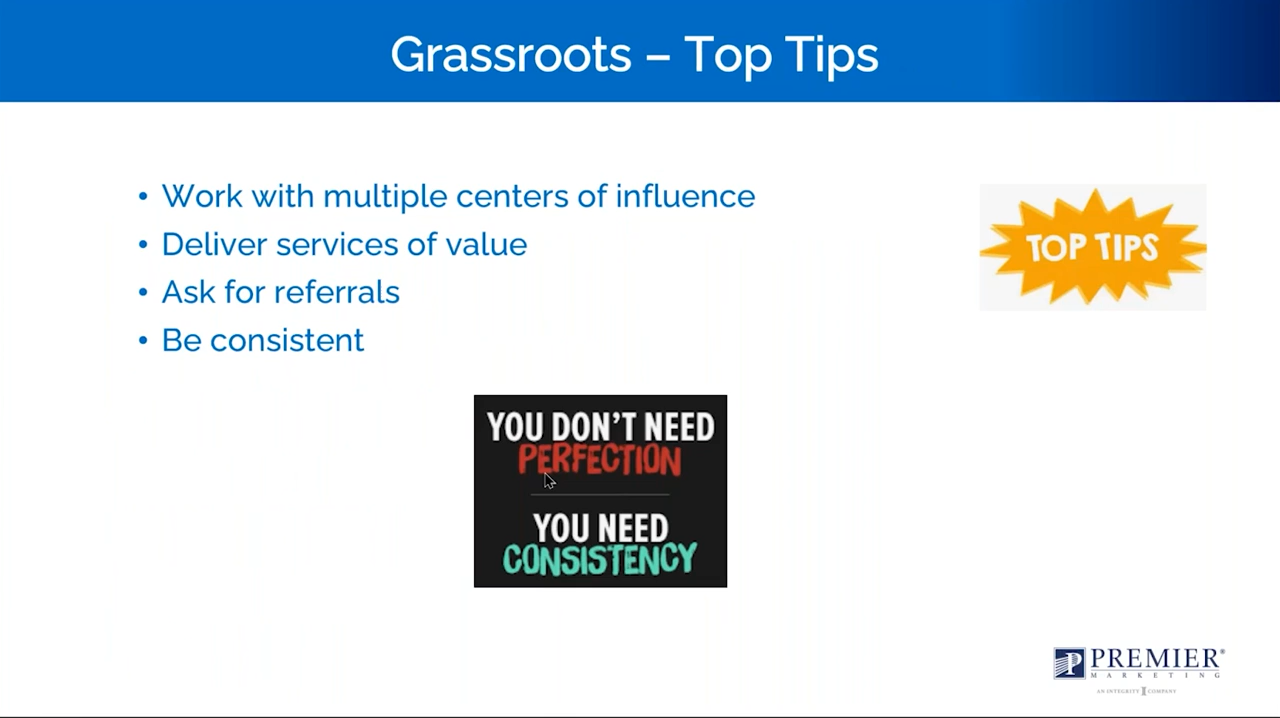 Grassroots – Top Tips
• Work with multiple centers of influence
• Deliver services of value
• Ask for referrals
• Be consistent
TOP TIPS
YOU DON'T NEED
PERFECTION
YOU NEED
CONSISTENCY
P PREMIER®
MARKETING
AN INTEGRITY COMPANY